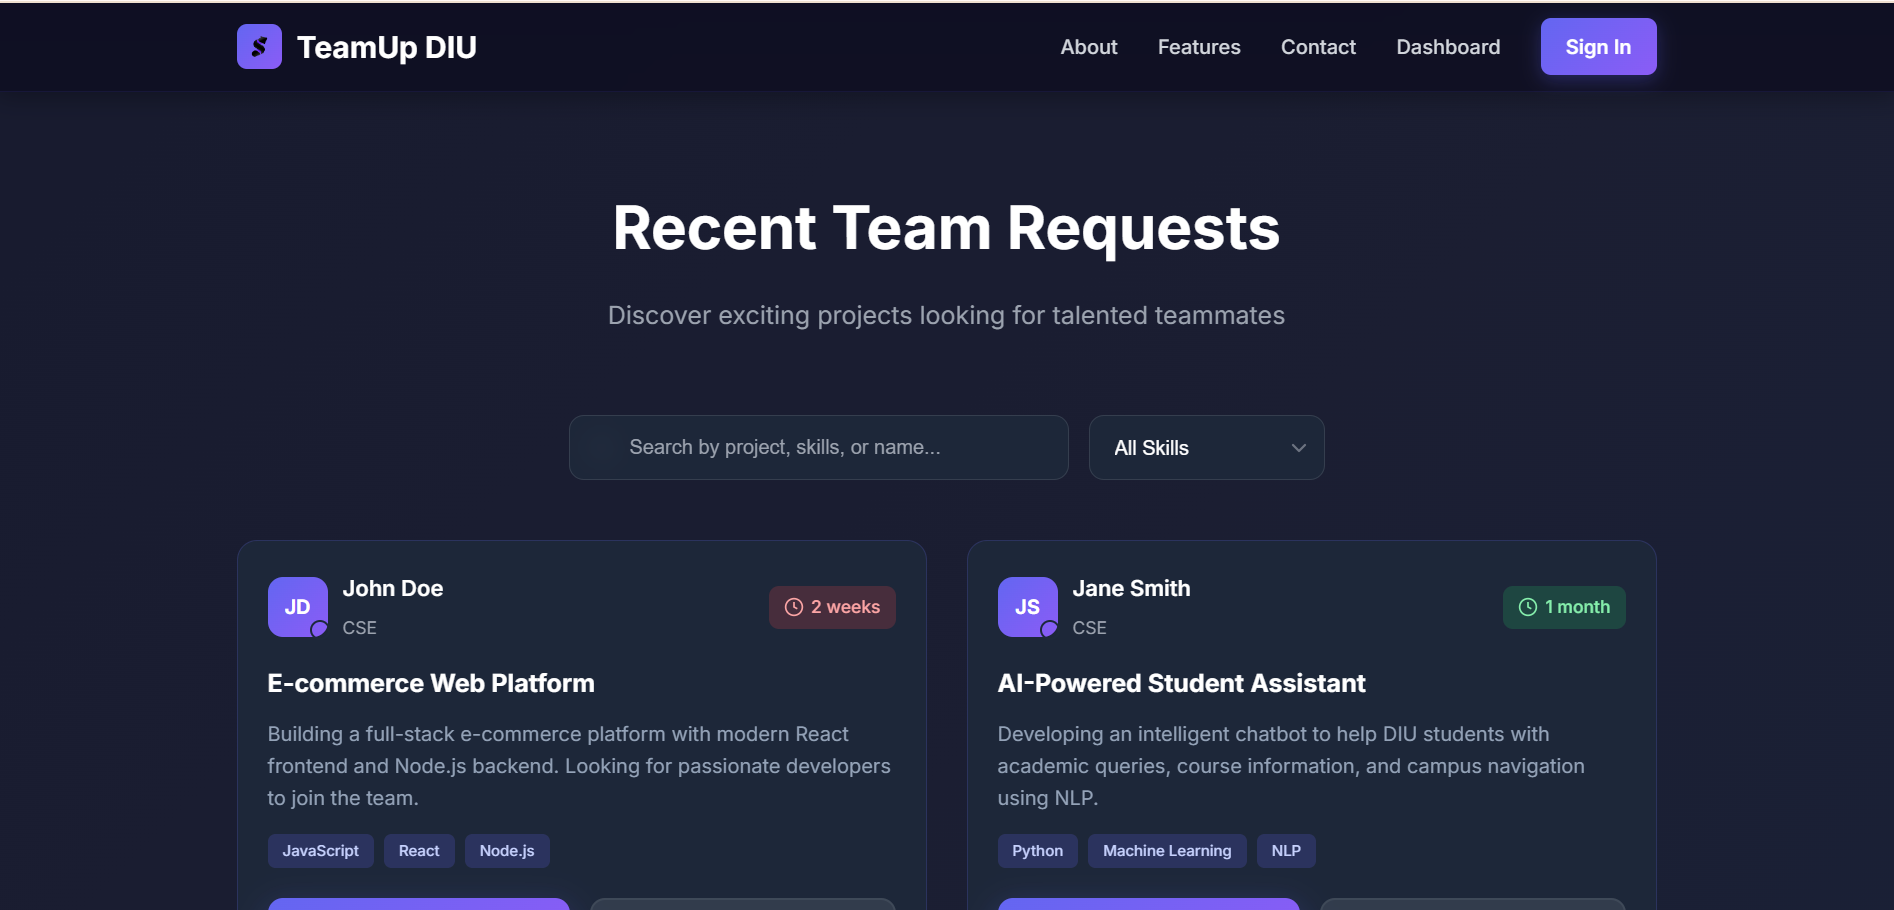 TeamUp DIU
About
Features
Contact
Dashboard
Sign In
Recent Team Requests
Discover exciting projects looking for talented teammates
Search by project, skills, or name...
All Skills
JD
John Doe
CSE
2 weeks
E-commerce Web Platform
Building a full-stack e-commerce platform with modern React
frontend and Node.js backend. Looking for passionate developers
to join the team.
JavaScript
React
Node.js
JS
Jane Smith
CSE
1 month
AI-Powered Student Assistant
Developing an intelligent chatbot to help DIU students with
academic queries, course information, and campus navigation
using NLP.
Python
Machine Learning
NLP